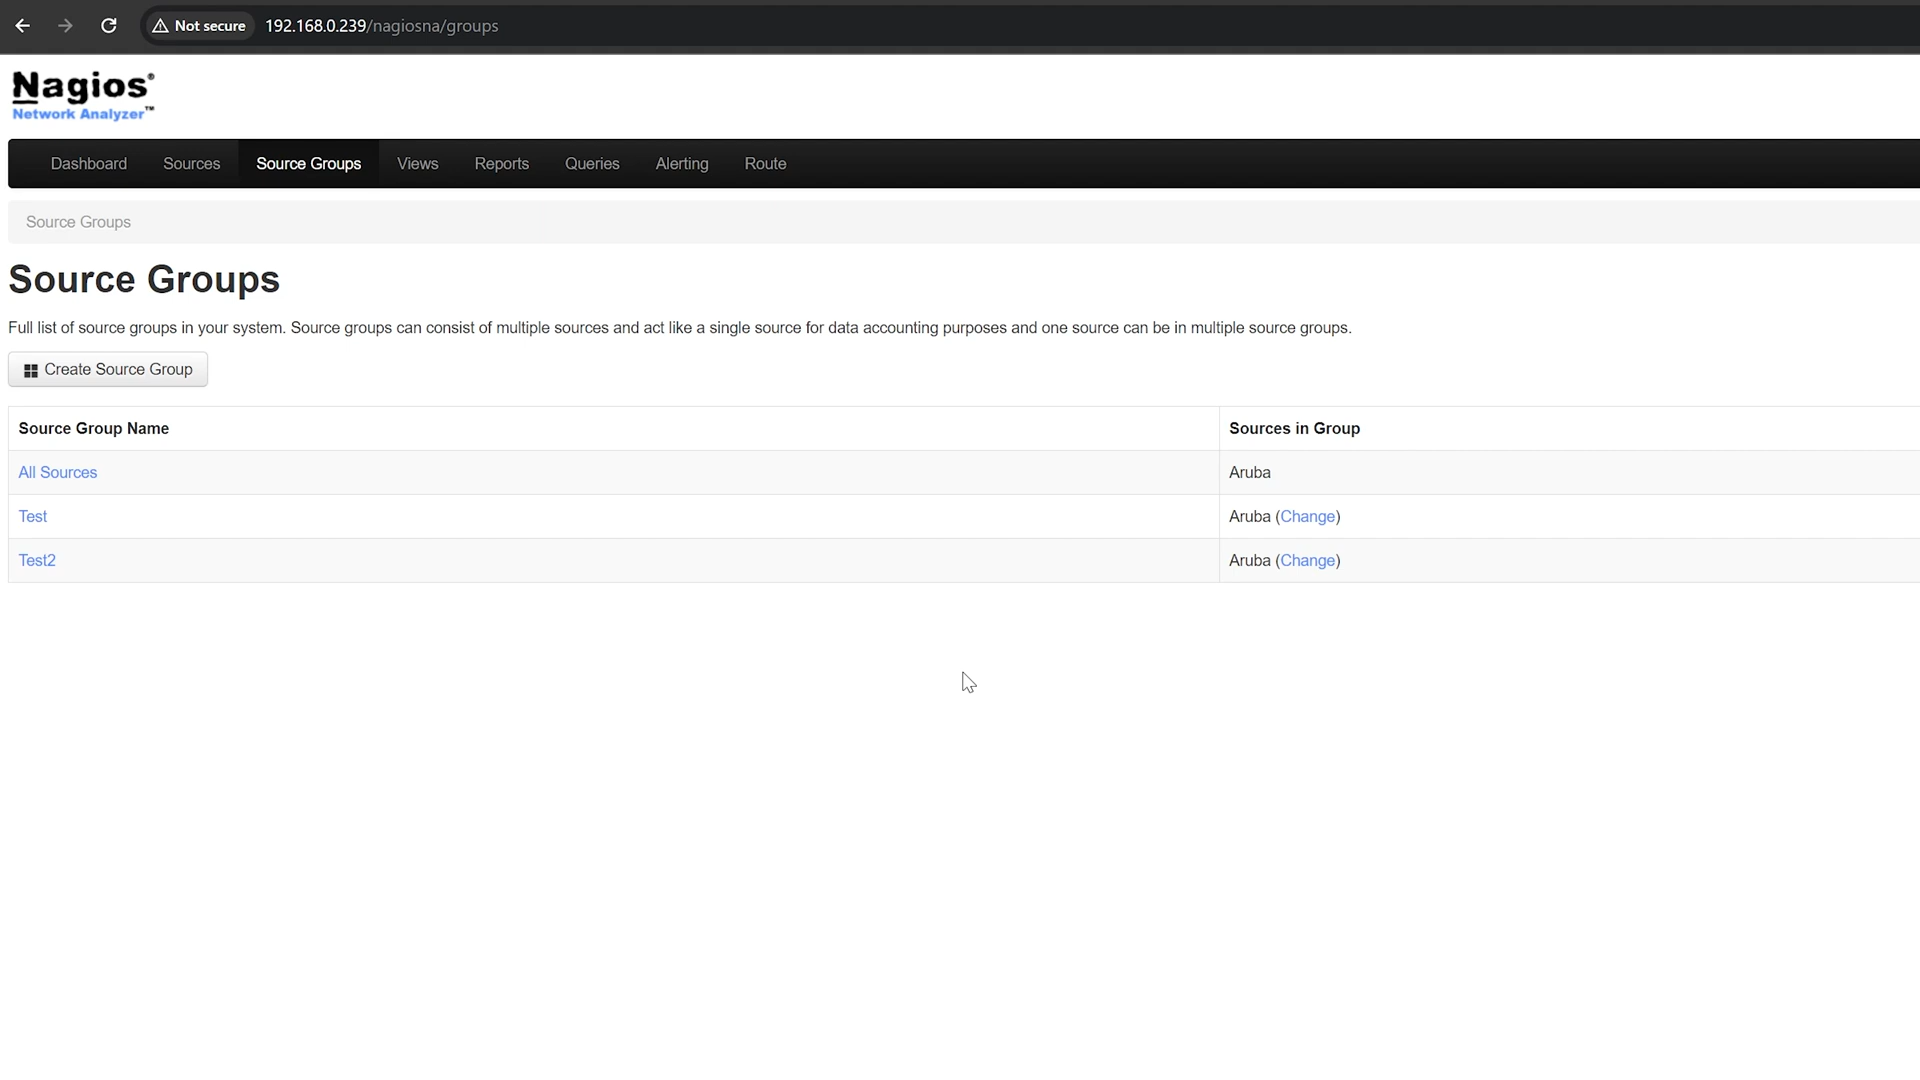 Not secure 192.168.0.239/nagiosna/groups
Nagios®
Network Analyzer™
Dashboard Sources Source Groups Views Reports Queries Alerting Route
Source Groups
Source Groups
Full list of source groups in your system. Source groups can consist of multiple sources and act like a single source for data accounting purposes and one source can be in multiple source groups.
Create Source Group
Source Group Name Sources in Group
All Sources Aruba
Test Aruba (Change)
Test2 Aruba (Change)